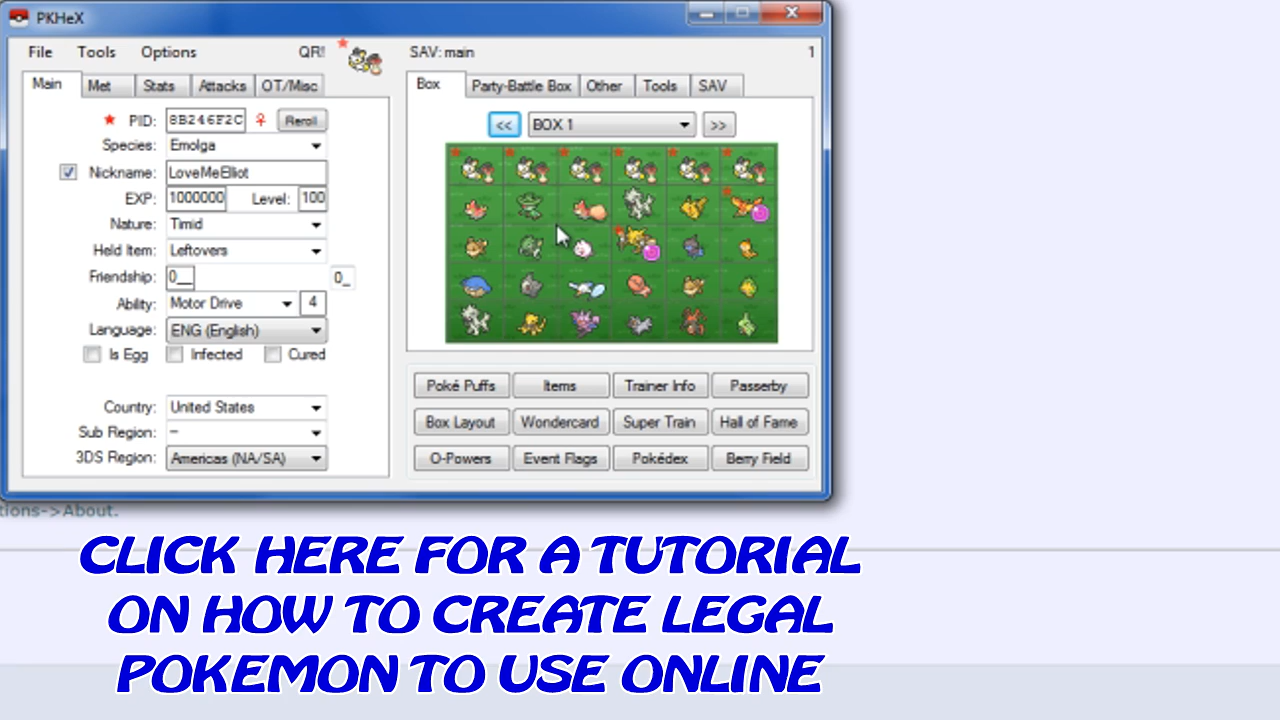 PKHeX
File Tools Options QR! SAV: main 1
Main Met Stats Attacks OT/Misc
Box Party-Battle Box Other Tools SAV
PID: 8B246F2C Reroll
<< BOX 1 >>
Species: Emolga
Nickname: LoveMeElliot
EXP: 1000000 Level: 100
Nature: Timid
Held Item: Leftovers
Friendship: 0__ 0_
Ability: Motor Drive 4
Language: ENG (English)
Is Egg Infected Cured
Country: United States
Sub Region: –
3DS Region: Americas (NA/SA)
Poké Puffs Items Trainer Info Passerby
Box Layout Wondercard Super Train Hall of Fame
O-Powers Event Flags Pokédex Berry Field
tions->About.
CLICK HERE FOR A TUTORIAL
ON HOW TO CREATE LEGAL
POKEMON TO USE ONLINE